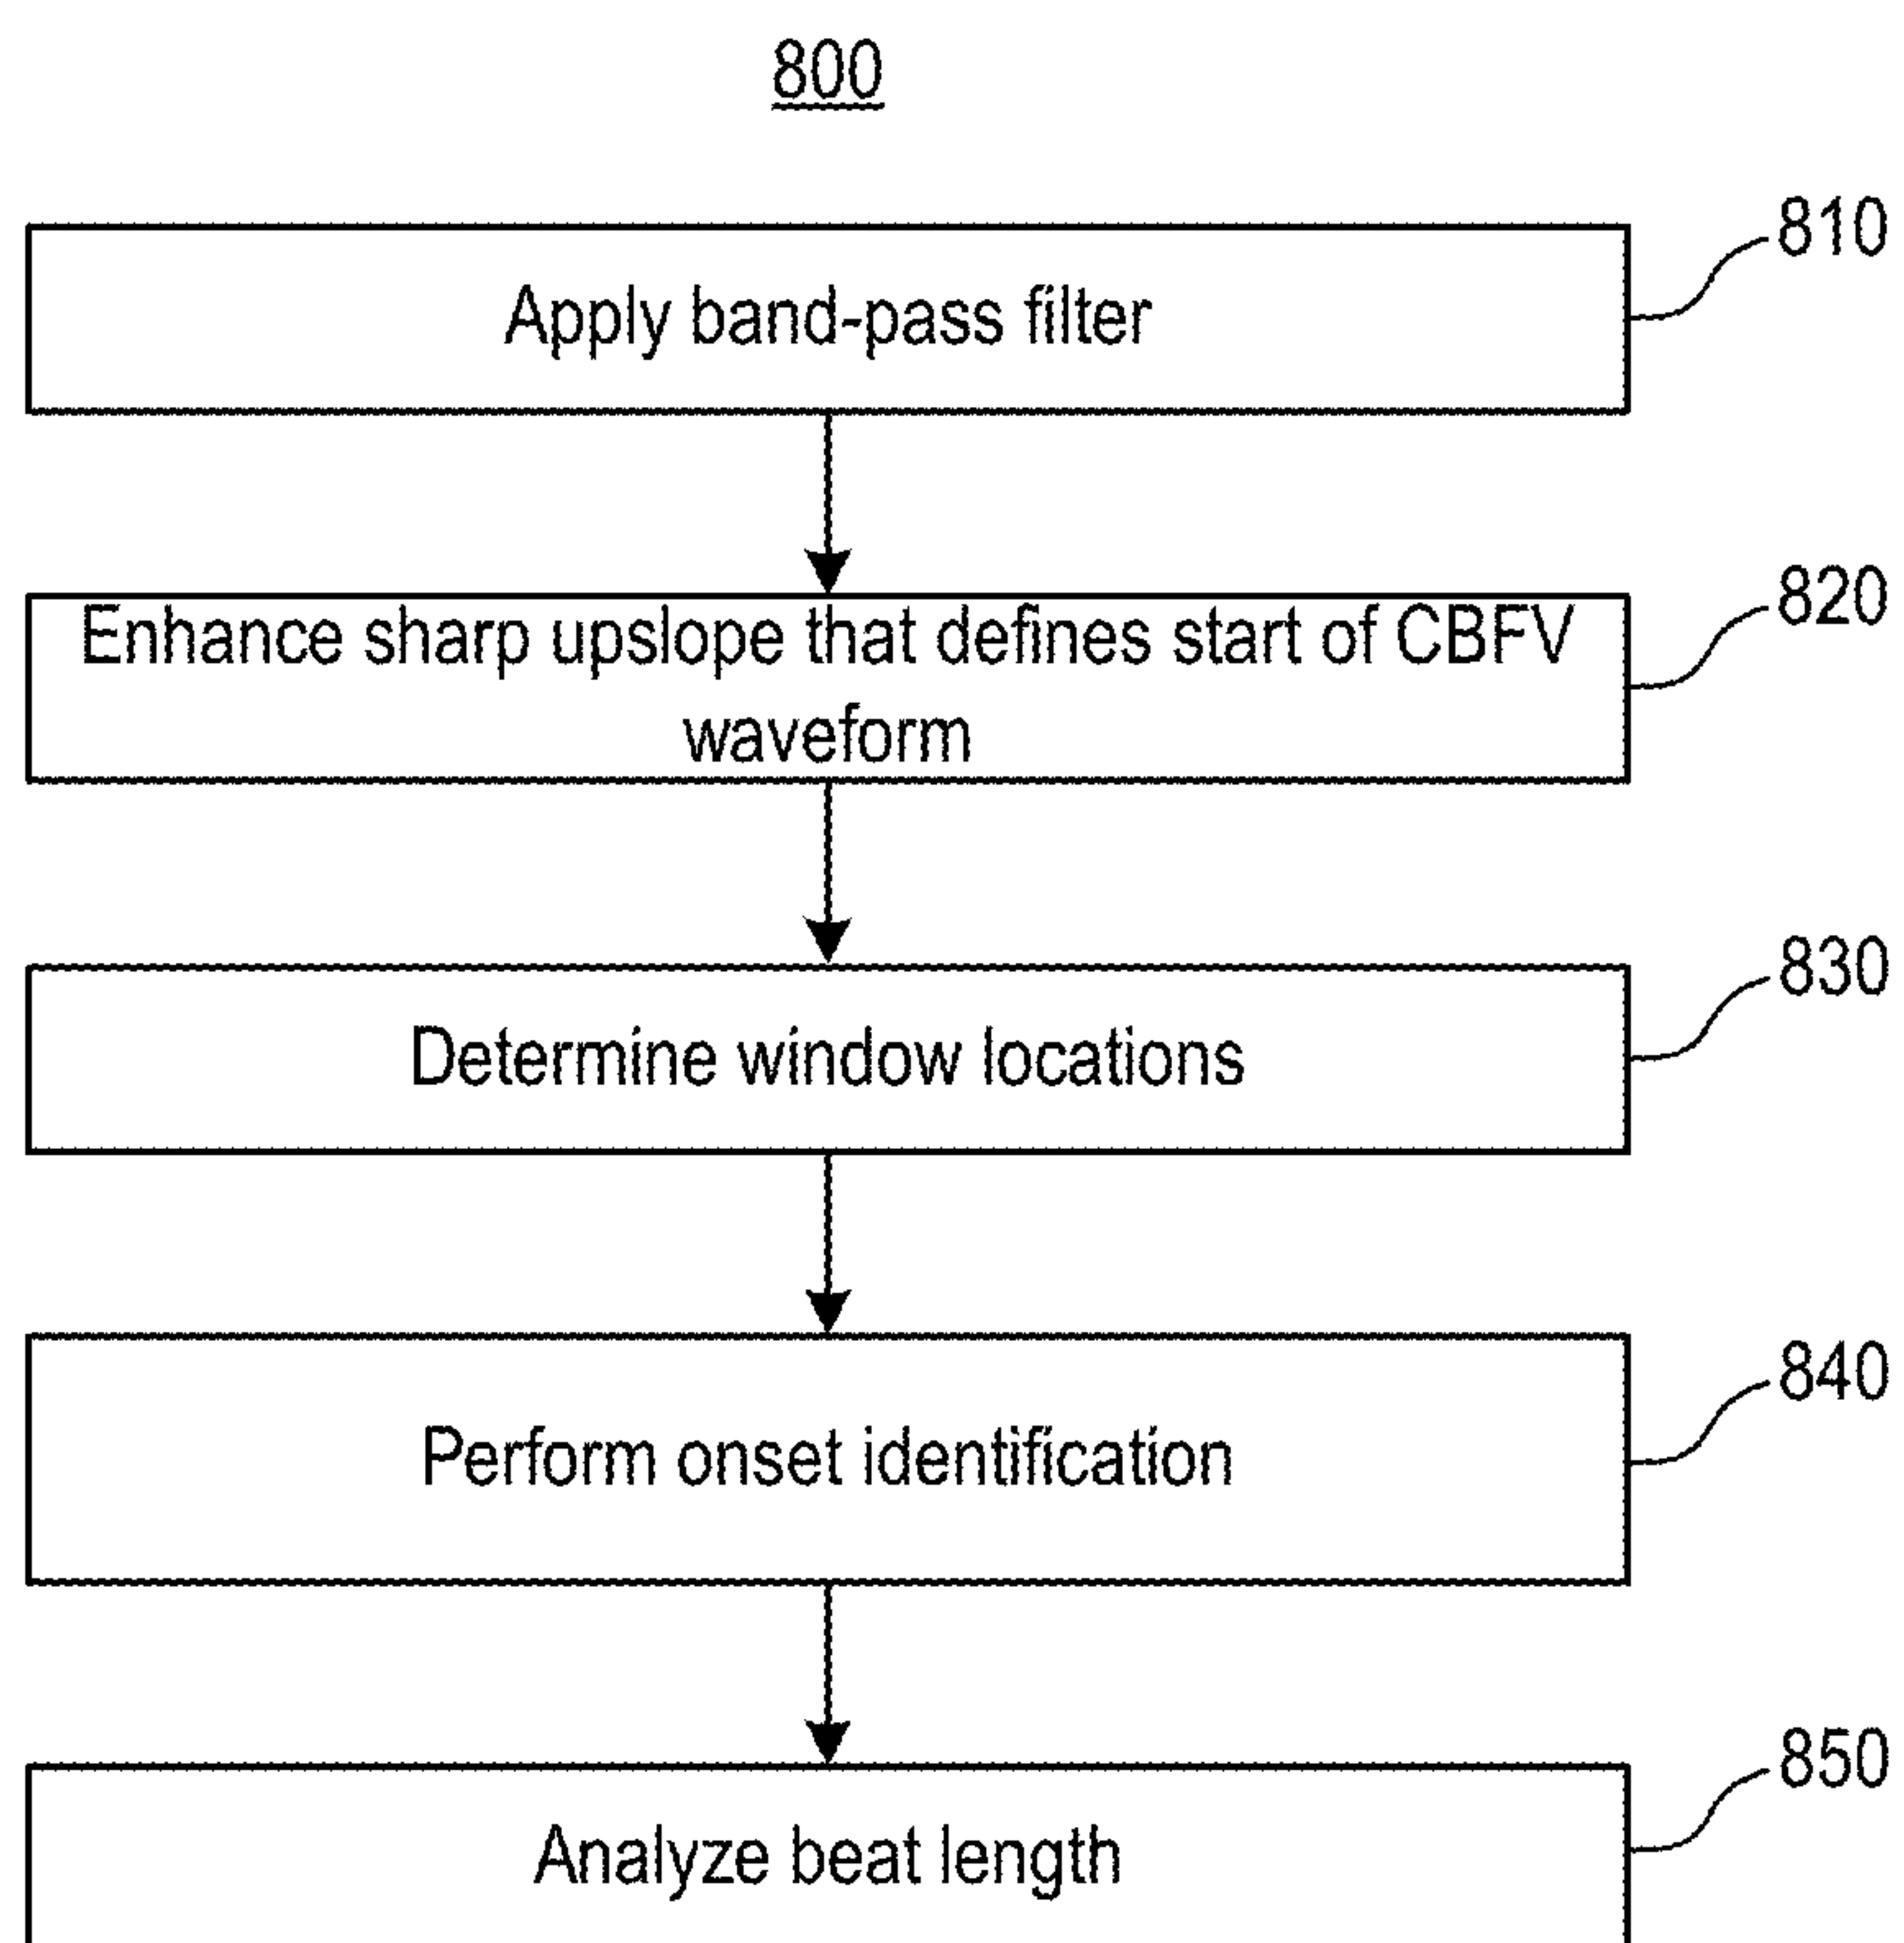 800
Apply band-pass filter
810
Enhance sharp upslope that defines start of CBFV
waveform
820
Determine window locations
830
Perform onset identification
840
Analyze beat length
850